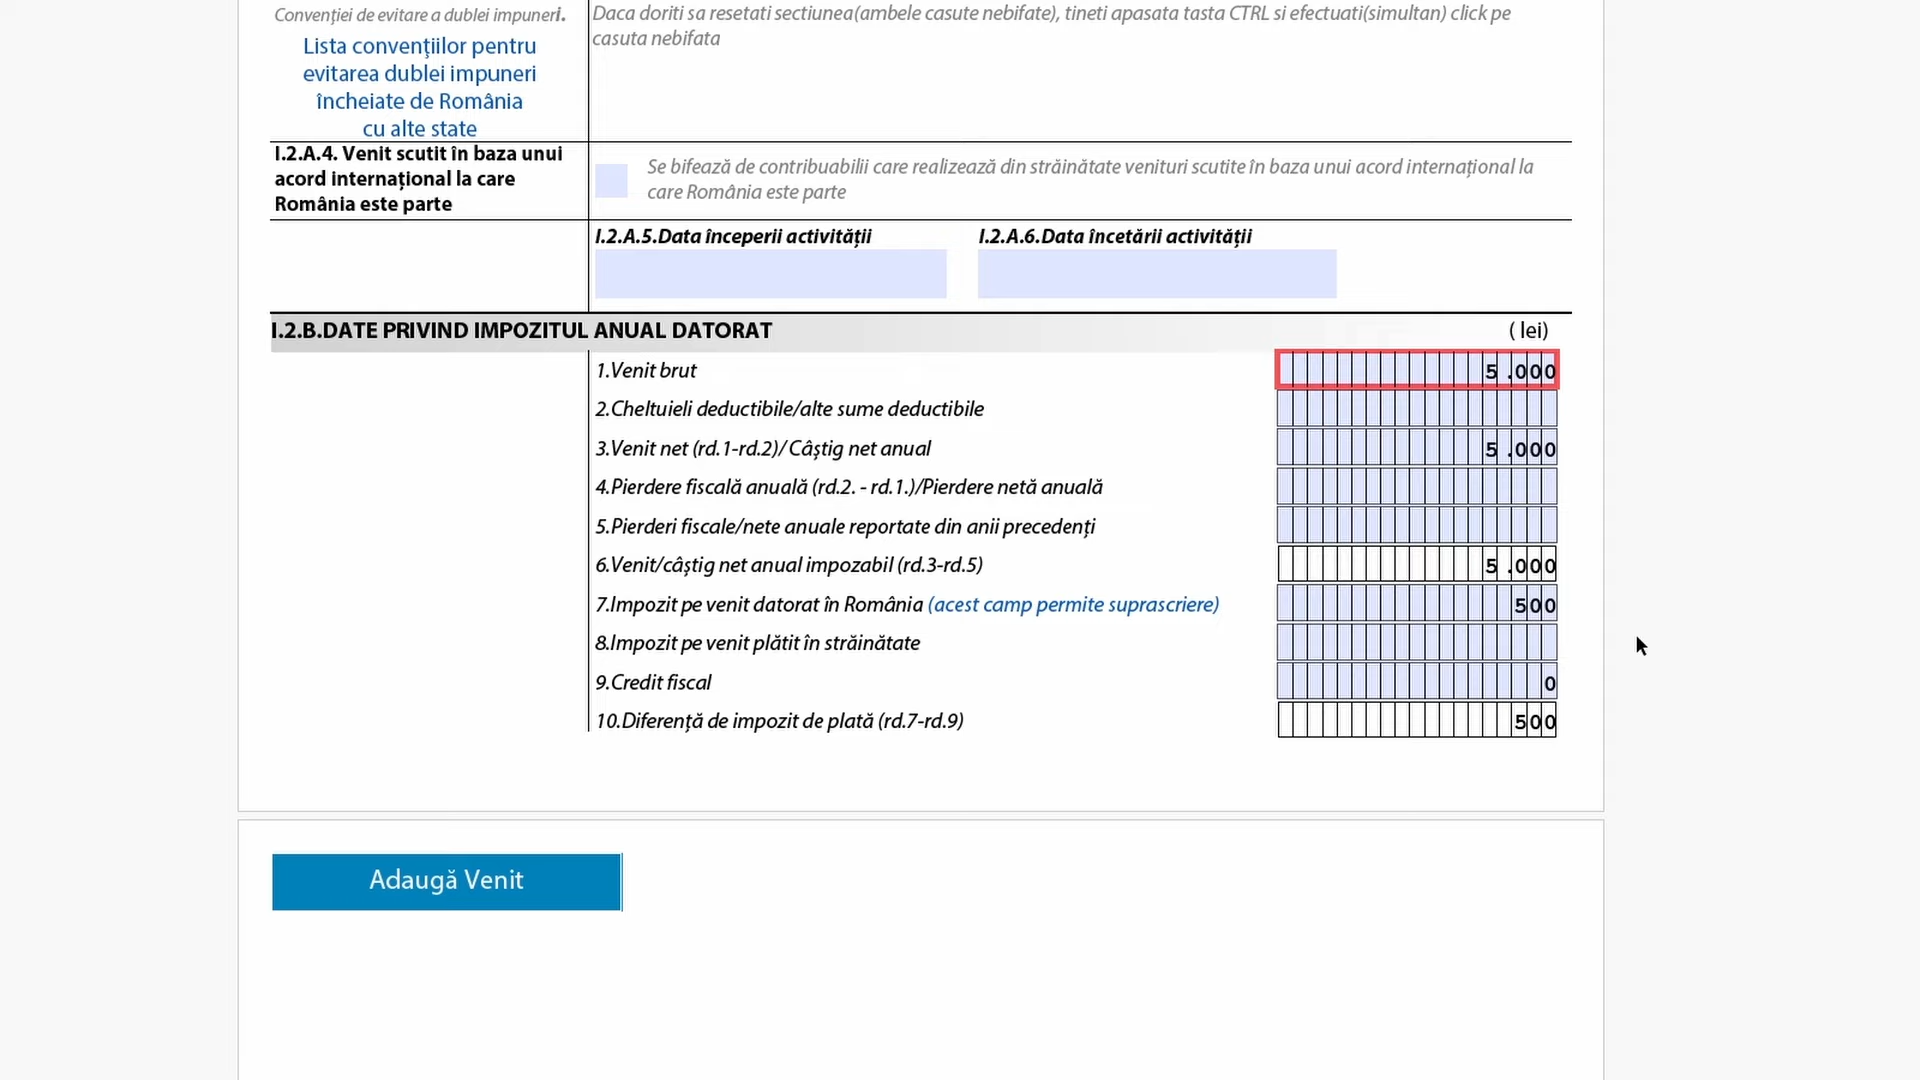 Convenției de evitare a dublei impuneri.
Lista convențiilor pentru
evitarea dublei impuneri
încheiate de România
cu alte state
Daca doriti sa resetati sectiunea(ambele casute nebifate), tineti apasata tasta CTRL si efectuati(simultan) click pe
casuta nebifata
I.2.A.4. Venit scutit în baza unui
acord internațional la care
România este parte
Se bifează de contribuabilii care realizează din străinătate venituri scutite în baza unui acord internațional la
care România este parte
I.2.A.5.Data începerii activității
I.2.A.6.Data încetării activității
I.2.B.DATE PRIVIND IMPOZITUL ANUAL DATORAT ( lei)
1.Venit brut 5.000
2.Cheltuieli deductibile/alte sume deductibile
3.Venit net (rd.1-rd.2)/ Câștig net anual 5.000
4.Pierdere fiscală anuală (rd.2. - rd.1.)/Pierdere netă anuală
5.Pierderi fiscale/nete anuale reportate din anii precedenți
6.Venit/câștig net anual impozabil (rd.3-rd.5) 5.000
7.Impozit pe venit datorat în România (acest camp permite suprascriere) 500
8.Impozit pe venit plătit în străinătate
9.Credit fiscal 0
10.Diferență de impozit de plată (rd.7-rd.9) 500
Adaugă Venit